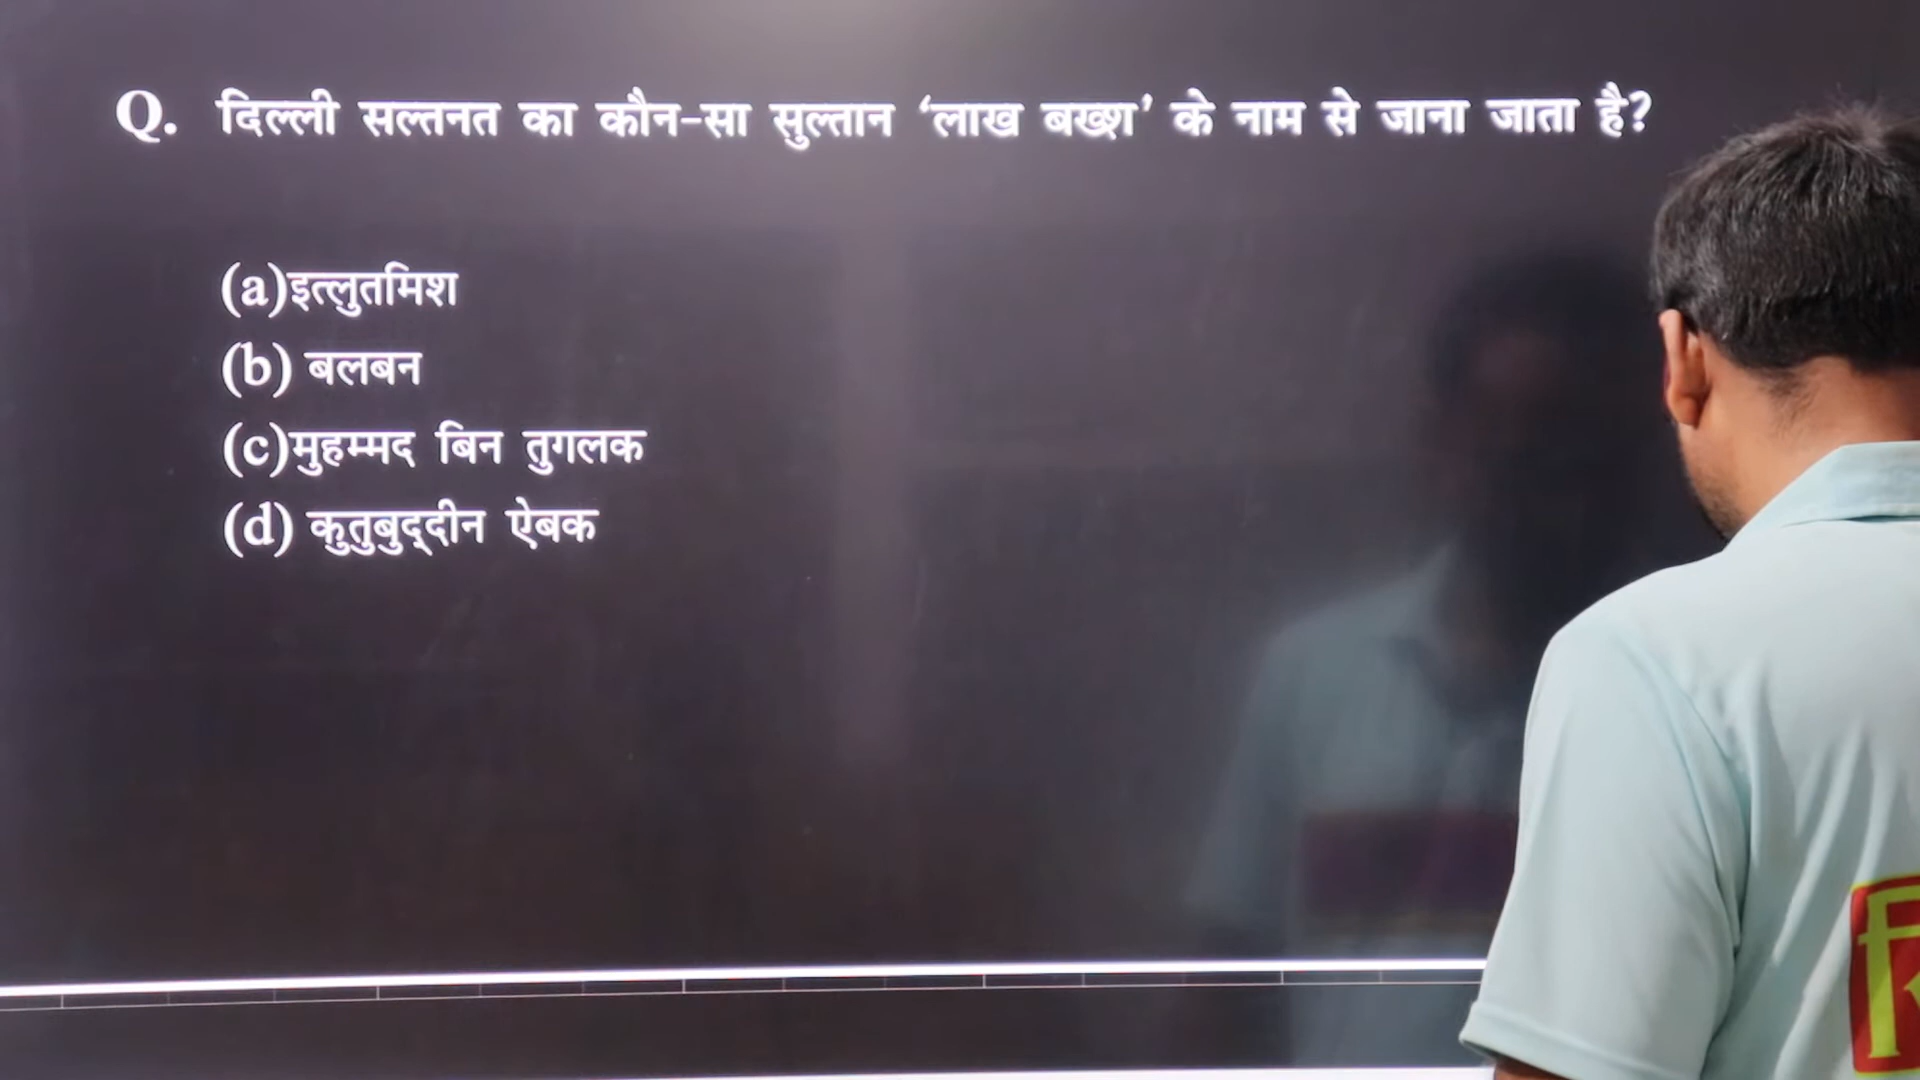 Q. दिल्ली सल्तनत का कौन-सा सुल्तान ‘लाख बख्श’ के नाम से जाना जाता है?
(a)इल्तुतमिश
(b) बलबन
(c)मुहम्मद बिन तुगलक
(d) कुतुबुद्दीन ऐबक